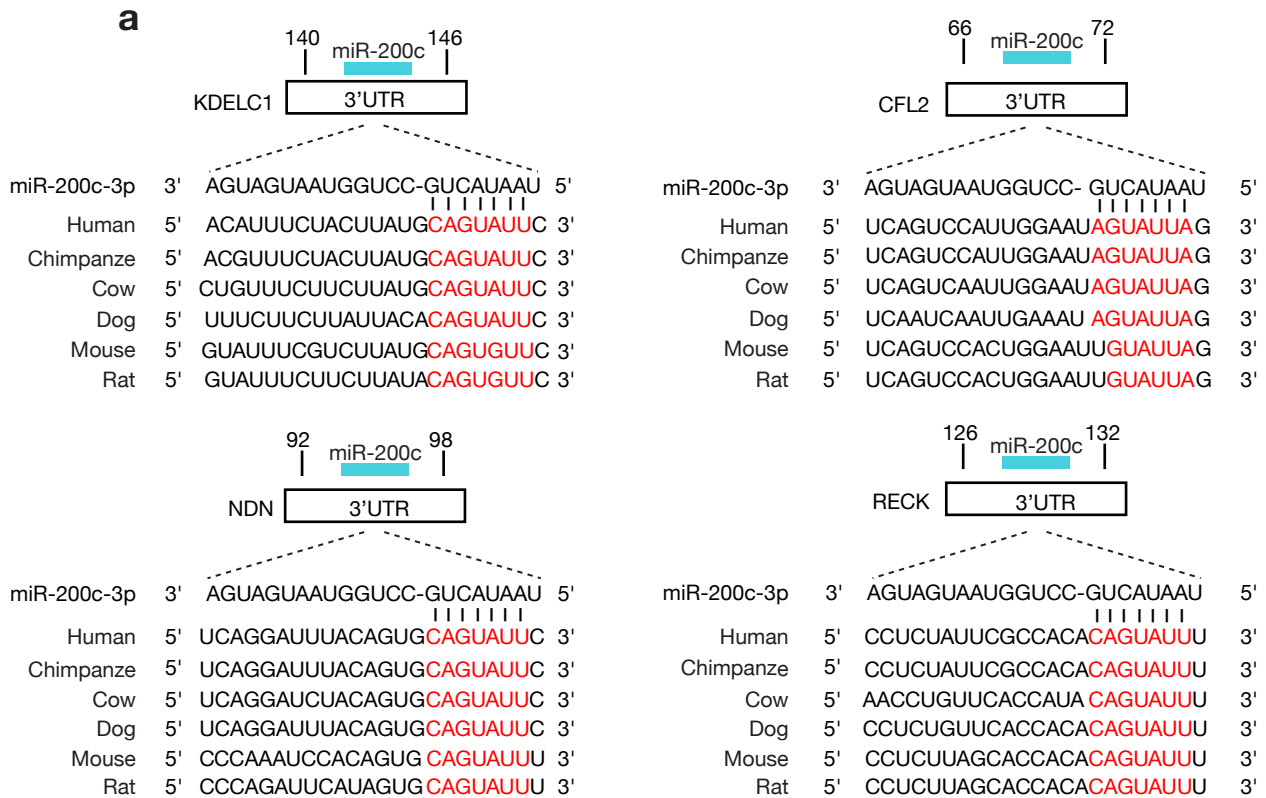 a
140 miR-200c 146
KDELC1 3'UTR
miR-200c-3p 3' AGUAGUAAUGGUCC-GUCAUAAU 5'
Human 5' ACAUUUCUACUUAUGCAGUAUUC 3'
Chimpanze 5' ACGUUUCUACUUAUGCAGUAUUC 3'
Cow 5' CUGUUUCUUCUUAUGCAGUAUUC 3'
Dog 5' UUUCUUCUUAUUACACAGUAUUC 3'
Mouse 5' GUAUUUCGUCUUAUGCAGUGUUC 3'
Rat 5' GUAUUUCUUCUUAUACAGUGUUC 3'
66 miR-200c 72
CFL2 3'UTR
miR-200c-3p 3' AGUAGUAAUGGUCC- GUCAUAAU 5'
Human 5' UCAGUCCAUUGGAAUAGUAUUAG 3'
Chimpanze 5' UCAGUCCAUUGGAAUAGUAUUAG 3'
Cow 5' UCAGUCAAUUGGAAUAGUAUUAG 3'
Dog 5' UCAAUCAAUUGAAAU AGUAUUAG 3'
Mouse 5' UCAGUCCACUGGAAUUGUAUUAG 3'
Rat 5' UCAGUCCACUGGAAUUGUAUUAG 3'
92 miR-200c 98
NDN 3'UTR
miR-200c-3p 3' AGUAGUAAUGGUCC-GUCAUAAU 5'
Human 5' UCAGGAUUUACAGUGCAGUAUUC 3'
Chimpanze 5' UCAGGAUUUACAGUGCAGUAUUC 3'
Cow 5' UCAGGAUCUACAGUGCAGUAUUC 3'
Dog 5' UCAGGAUUUACAGUGCAGUAUUC 3'
Mouse 5' CCCAAAUCCACAGUG CAGUAUUU 3'
Rat 5' CCCAGAUUCAUAGUGCAGUAUUU 3'
126 miR-200c 132
RECK 3'UTR
miR-200c-3p 3' AGUAGUAAUGGUCC-GUCAUAAU 5'
Human 5' CCUCUAUUCGCCACACAGUAUUU 3'
Chimpanze 5' CCUCUAUUCGCCACACAGUAUUU 3'
Cow 5' AACCUGUUCACCAUA CAGUAUUU 3'
Dog 5' CCUCUGUUCACCACACAGUAUUU 3'
Mouse 5' CCUCUUAGCACCACACAGUAUUU 3'
Rat 5' CCUCUUAGCACCACACAGUAUUU 3'